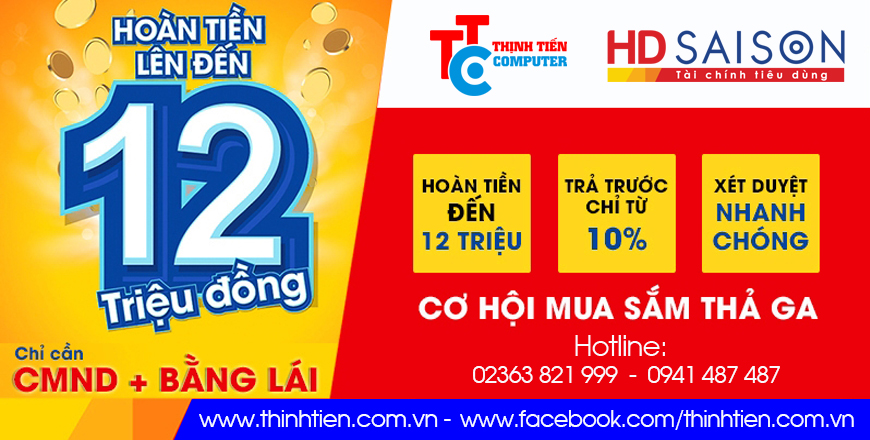 HOÀN TIỀN
LÊN ĐẾN
12
Triệu đồng
Chỉ cần
CMND + BẰNG LÁI
TTC
THỊNH TIẾN
COMPUTER
HD SAISON
Tài chính tiêu dùng
HOÀN TIỀN
ĐẾN
12 TRIỆU
TRẢ TRƯỚC
CHỈ TỪ
10%
XÉT DUYỆT
NHANH
CHÓNG
CƠ HỘI MUA SẮM THẢ GA
Hotline:
02363 821 999 - 0941 487 487
www.thinhtien.com.vn - www.facebook.com/thinhtien.com.vn